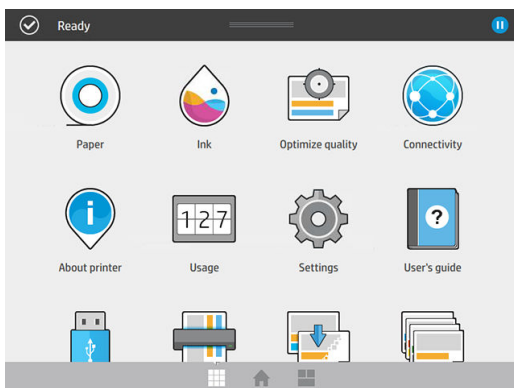 Ready
Paper
Ink
Optimize quality
Connectivity
i
127
?
About printer
Usage
Settings
User's guide